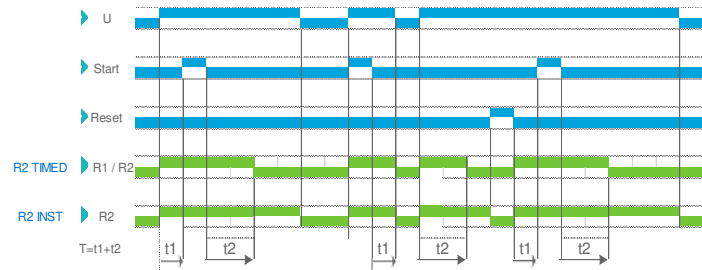 U
Start
Reset
R2 TIMED R1 / R2
R2 INST R2
T=t1+t2 t1 t2 t1 t2 t1 t2